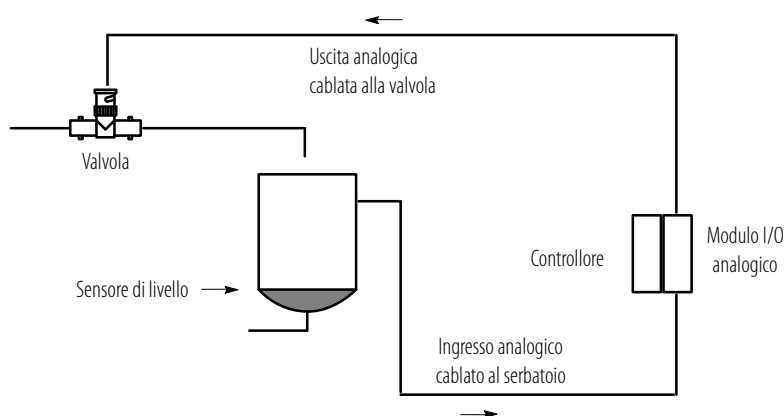 Uscita analogica
cablata alla valvola
Valvola
Controllore
Modulo I/O
analogico
Sensore di livello
Ingresso analogico
cablato al serbatoio